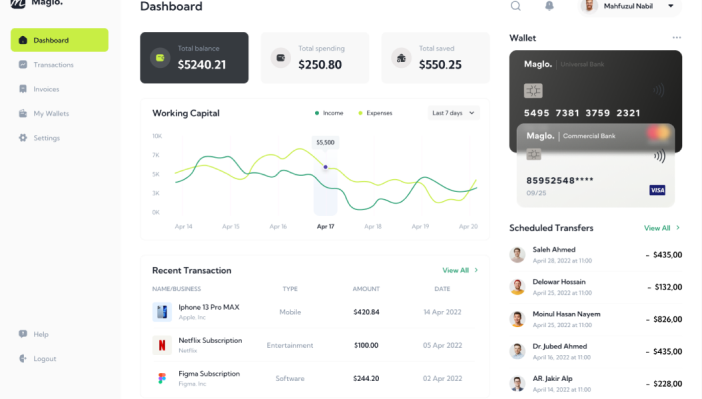 Maglo.
Dashboard
Transactions
Invoices
My Wallets
Settings
Help
Logout
Dashboard
Mahfuzul Nabil
Total balance
$5240.21
Total spending
$250.80
Total saved
$550.25
Working Capital
Income
Expenses
Last 7 days
10K
7K
5K
3K
0K
$5,500
Apr 14 Apr 15 Apr 16 Apr 17 Apr 18 Apr 19 Apr 20
Recent Transaction
View All
NAME/BUSINESS TYPE AMOUNT DATE
Iphone 13 Pro MAX
Apple. Inc
Mobile $420.84 14 Apr 2022
Netflix Subscription
Netflix
Entertainment $100.00 05 Apr 2022
Figma Subscription
Figma. Inc
Software $244.20 02 Apr 2022
Wallet
Maglo. | Universal Bank
5495 7381 3759 2321
Maglo. | Commercial Bank
85952548****
09/25
VISA
Scheduled Transfers
View All
Saleh Ahmed
April 28, 2022 at 11:00
- $435,00
Delowar Hossain
April 25, 2022 at 11:00
- $132,00
Moinul Hasan Nayem
April 25, 2022 at 11:00
- $826,00
Dr. Jubed Ahmed
April 16, 2022 at 11:00
- $435,00
AR. Jakir Alp
April 14, 2022 at 11:00
- $228,00